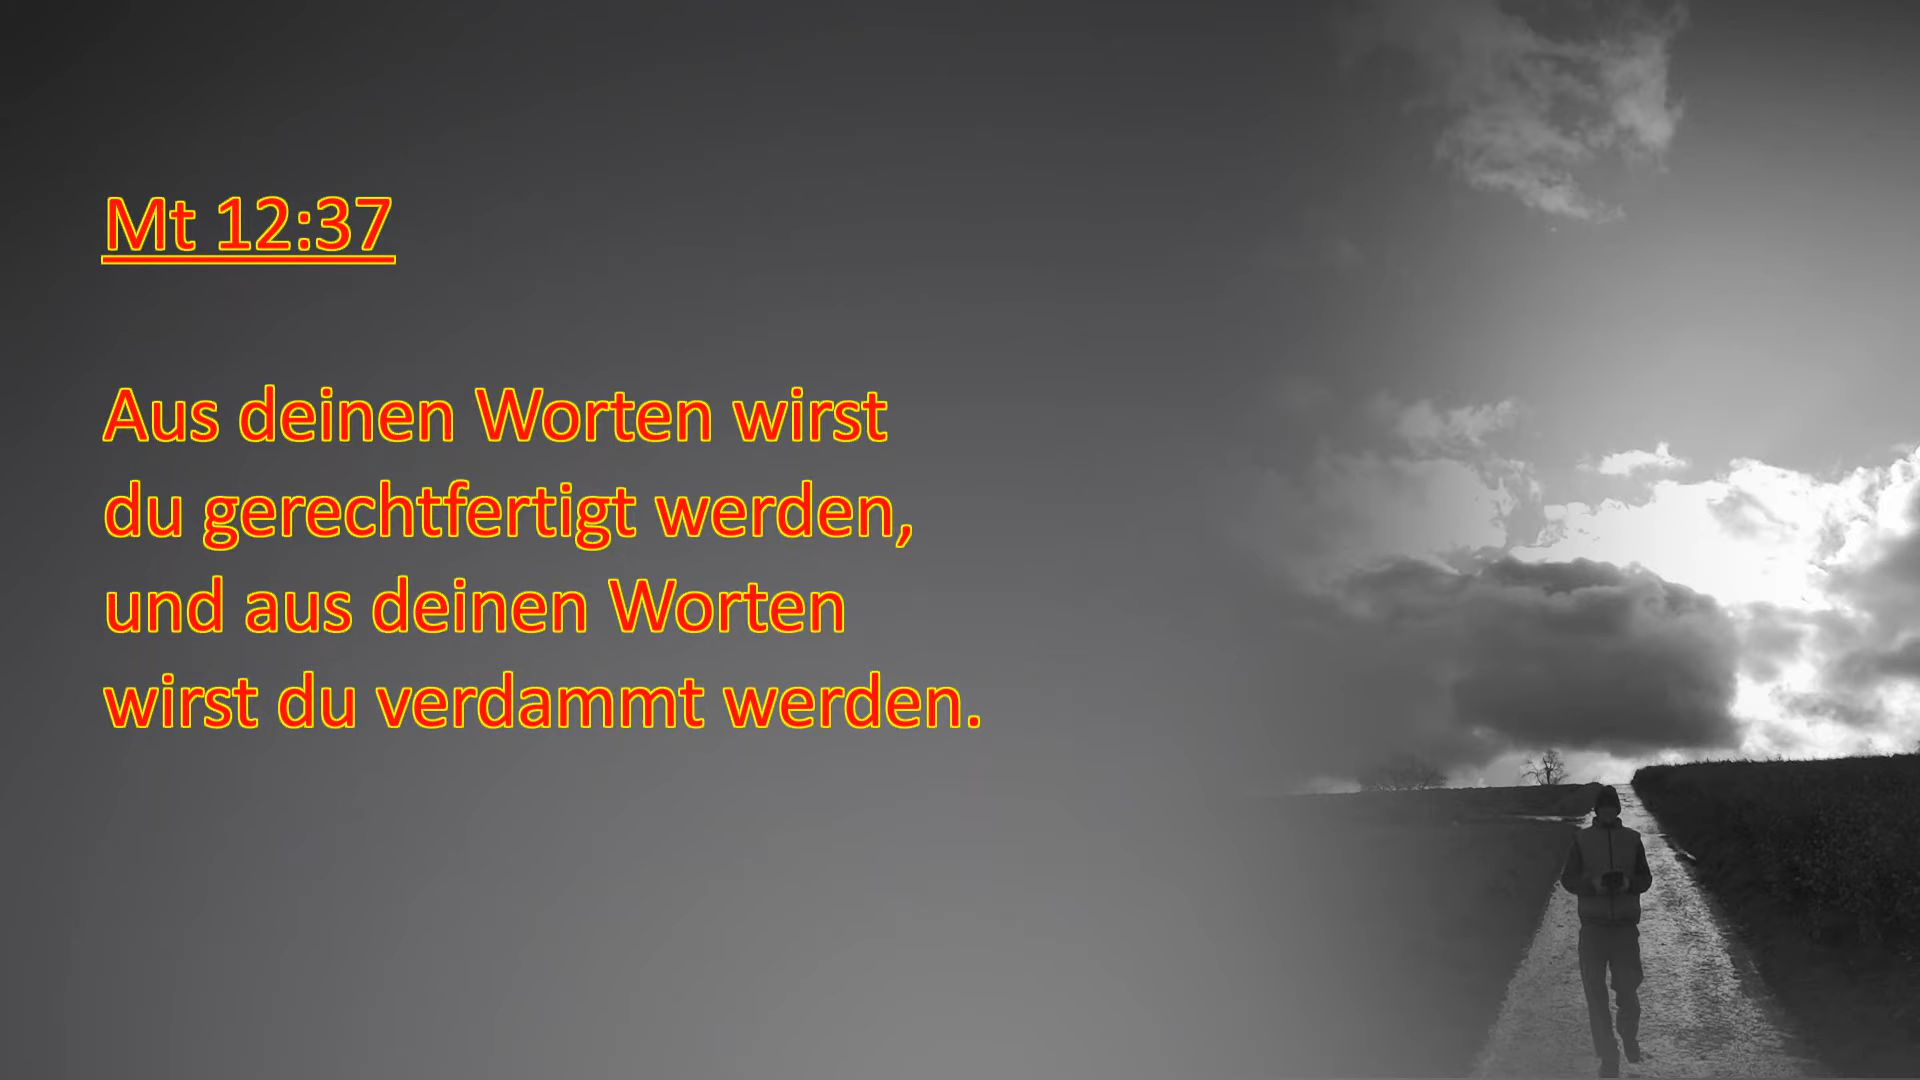 Mt 12:37
Aus deinen Worten wirst
du gerechtfertigt werden,
und aus deinen Worten
wirst du verdammt werden.